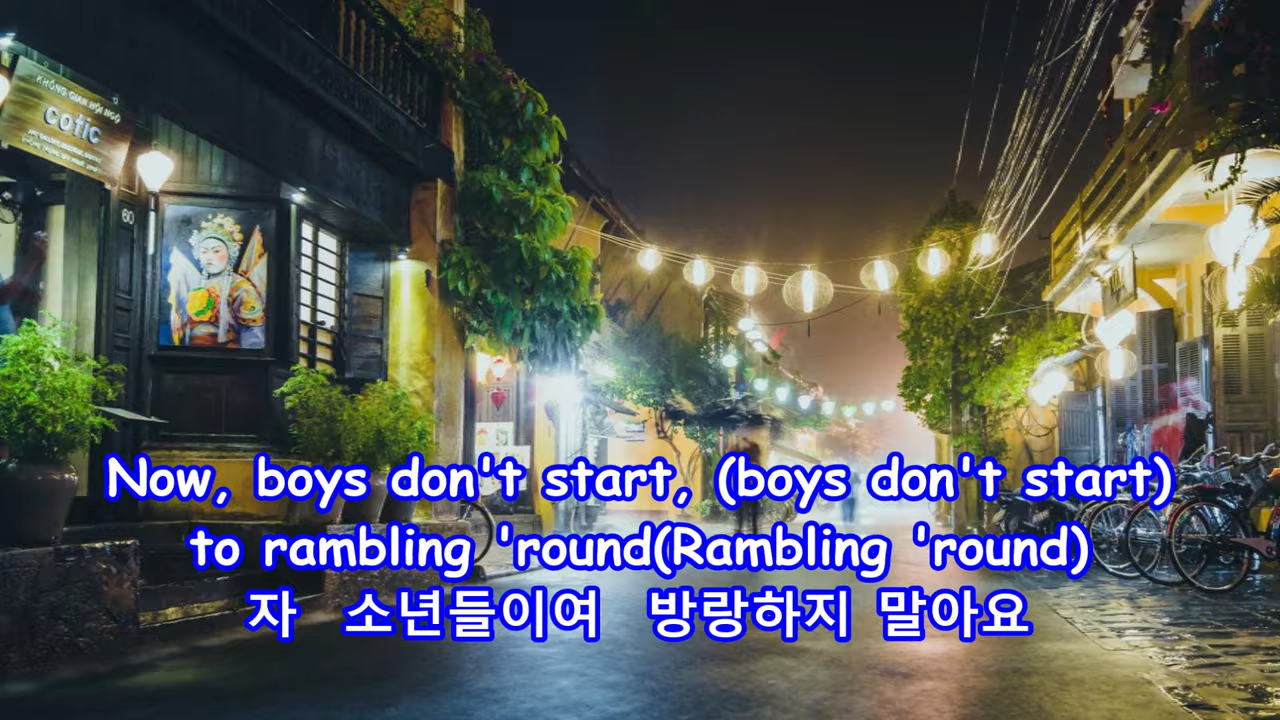 KHÔNG GIAN HỘI NGỘ
cotic
60
Now, boys don't start, (boys don't start)
to rambling 'round(Rambling 'round)
자 소년들이여 방랑하지 말아요